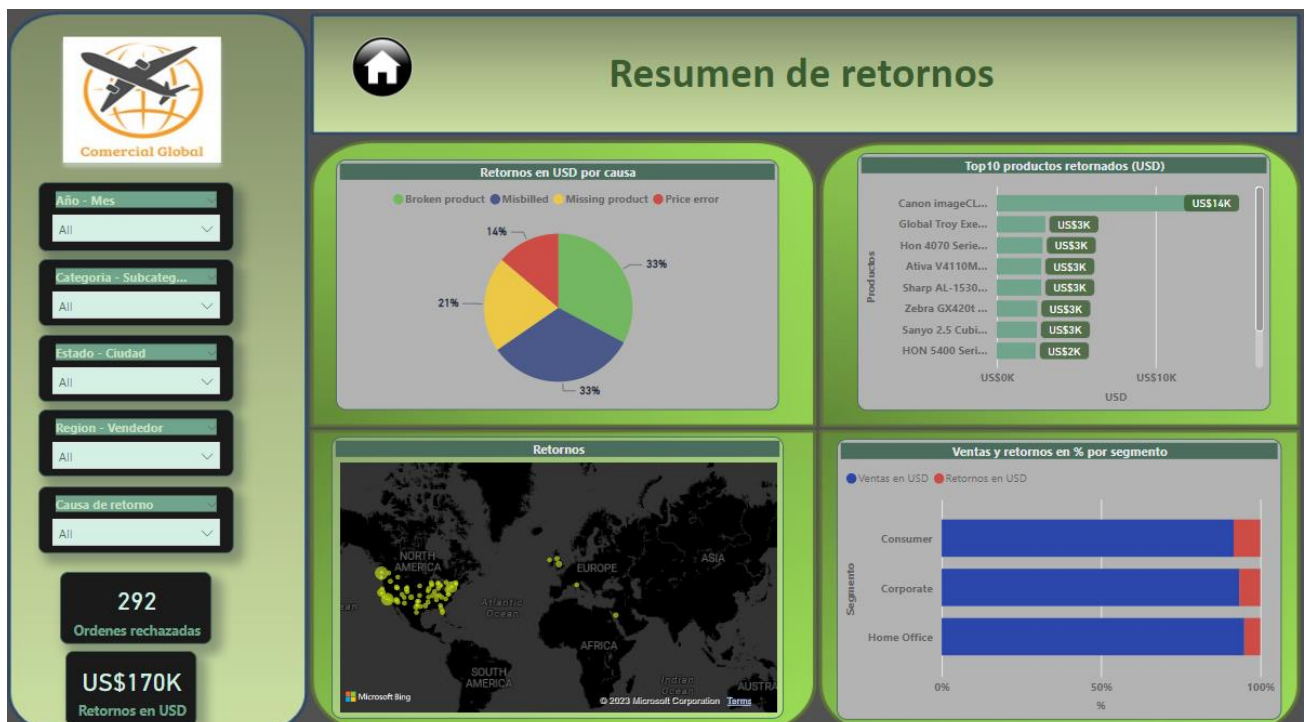 Comercial Global
Año - Mes
All
Categoria - Subcateg...
All
Estado - Ciudad
All
Region - Vendedor
All
Causa de retorno
All
292
Ordenes rechazadas
US$170K
Retornos en USD
Resumen de retornos
Retornos en USD por causa
Broken product Misbilled Missing product Price error
14%
33%
21%
33%
Top10 productos retornados (USD)
Productos
Canon imageCL... US$14K
Global Troy Exe... US$3K
Hon 4070 Serie... US$3K
Ativa V4110M... US$3K
Sharp AL-1530... US$3K
Zebra GX420t ... US$3K
Sanyo 2.5 Cubi... US$3K
HON 5400 Seri... US$2K
US$0K US$10K
USD
Retornos
NORTH
AMERICA
EUROPE
ASIA
Atlantic
Ocean
ean
AFRICA
SOUTH
AMERICA
Indian
Ocean
AUSTRA
Microsoft Bing
© 2023 Microsoft Corporation Terms
Ventas y retornos en % por segmento
Ventas en USD Retornos en USD
Segmento
Consumer
Corporate
Home Office
0% 50% 100%
%